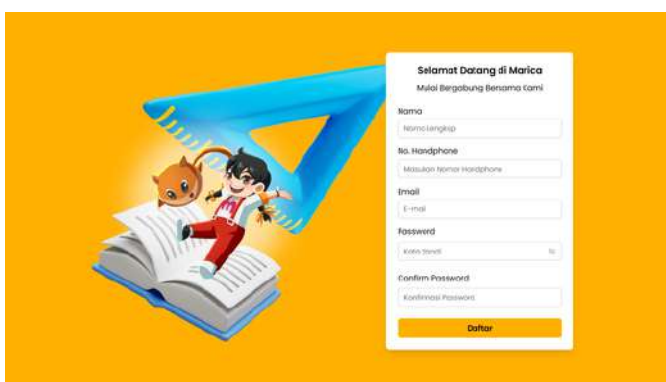 Selamat Datang di Marica
Mulai Bergabung Bersama Kami
Nama
Nama Lengkap
No. Handphone
Masukan Nomor Handphone
Email
E-mail
Password
Kata Sandi
Confirm Password
Konfirmasi Password
Daftar